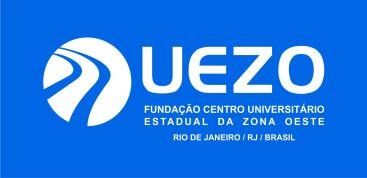 UEZO
FUNDAÇÃO CENTRO UNIVERSITÁRIO
ESTADUAL DA ZONA OESTE
RIO DE JANEIRO / RJ / BRASIL